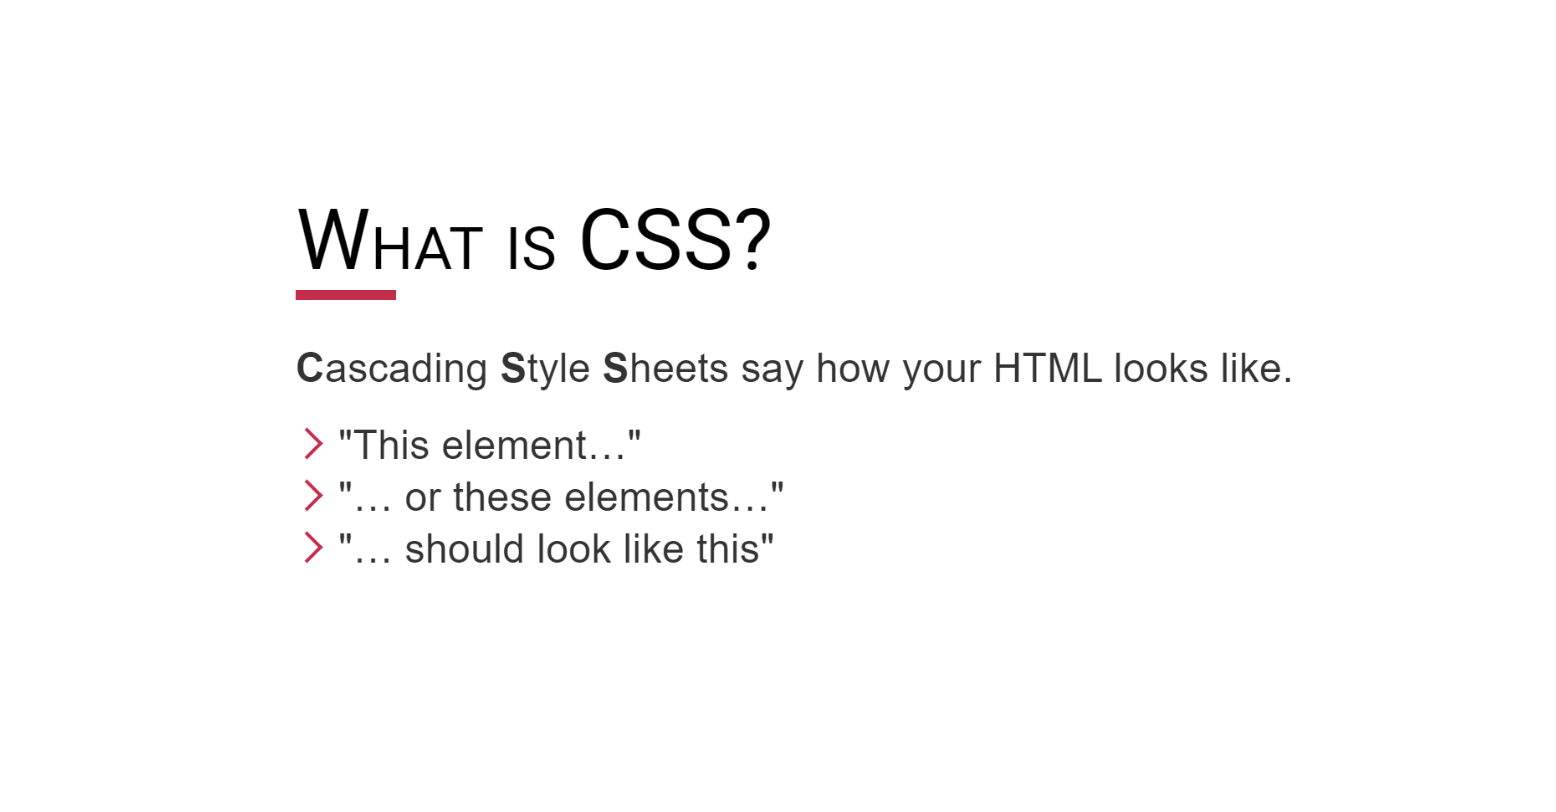 What is CSS?
Cascading Style Sheets say how your HTML looks like.
"This element…"
"… or these elements…"
"… should look like this"